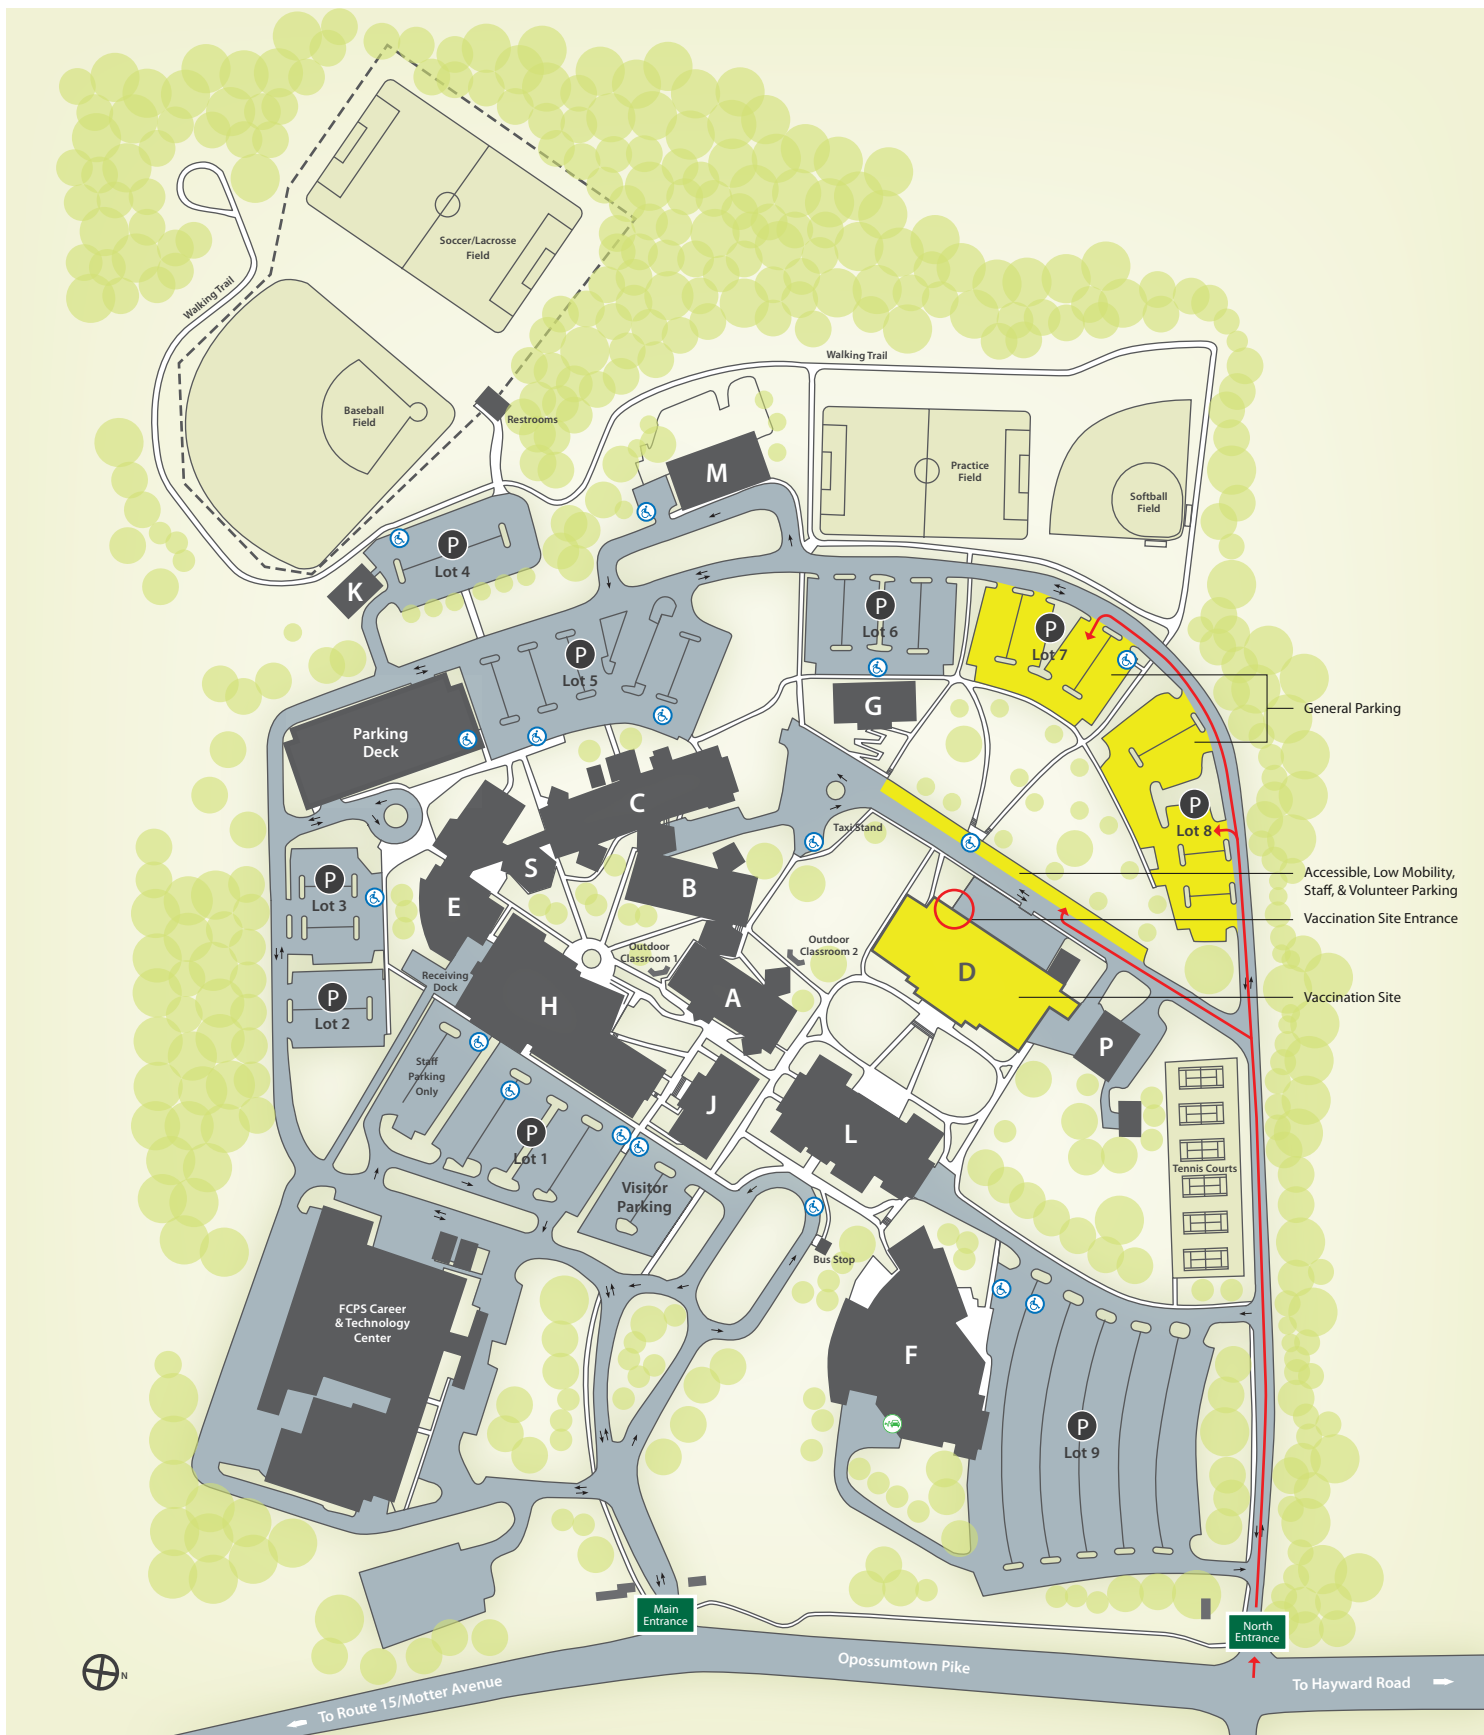 Soccer/Lacrosse
Field
Walking Trail
Walking Trail
Baseball
Field
Restrooms
M
Practice
Field
Softball
Field
P
Lot 4
K
P
Lot 5
P
Lot 6
P
Lot 7
G
General Parking
Parking
Deck
C
Taxi Stand
P
Lot 8
S
B
E
P
Lot 3
Accessible, Low Mobility,
Staff, & Volunteer Parking
Vaccination Site Entrance
Outdoor
Classroom 1
Outdoor
Classroom 2
D
Receiving
Dock
A
H
P
Lot 2
Vaccination Site
P
Staff
Parking
Only
J
L
P
Lot 1
Tennis Courts
Visitor
Parking
Bus Stop
FCPS Career
& Technology
Center
F
P
Lot 9
Main
Entrance
North
Entrance
N
Opossumtown Pike
To Route 15/Motter Avenue
To Hayward Road